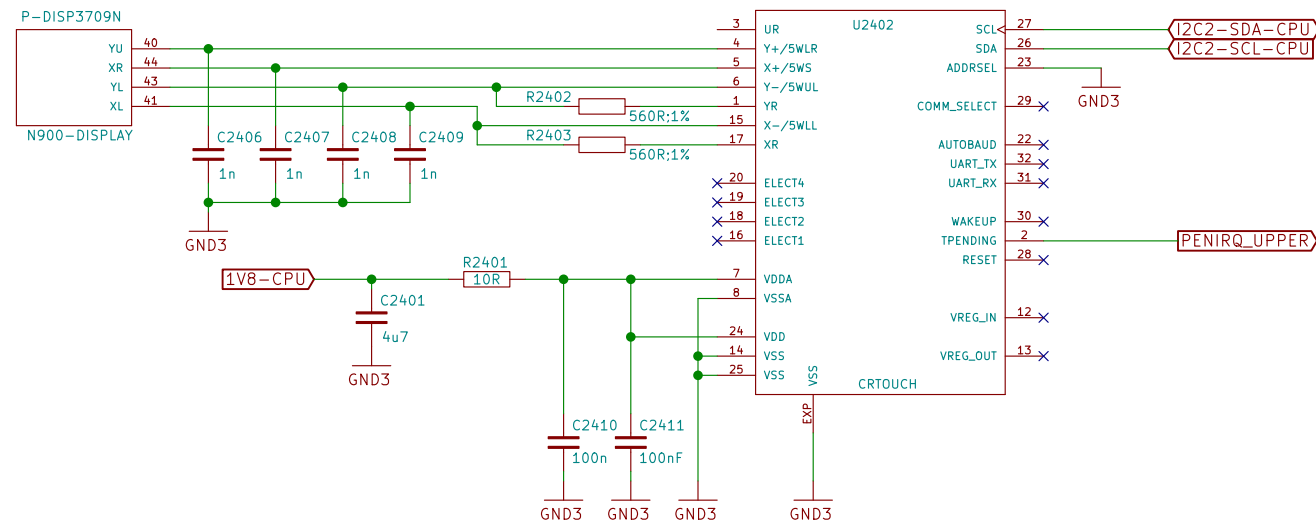 P-DISP3709N
YU 40
XR 44
YL 43
XL 41
N900-DISPLAY
C2406
1n
C2407
1n
C2408
1n
C2409
1n
GND3
R2402
560R;1%
R2403
560R;1%
1V8-CPU
C2401
4u7
GND3
R2401
10R
C2410
100n
GND3
C2411
100nF
GND3
GND3
U2402
3 UR
4 Y+/5WLR
5 X+/5WS
6 Y-/5WUL
1 YR
15 X-/5WLL
17 XR
20 ELECT4
19 ELECT3
18 ELECT2
16 ELECT1
7 VDDA
8 VSSA
24 VDD
14 VSS
25 VSS
VSS
EXP
GND3
CRTOUCH
SCL 27
SDA 26
ADDRSEL 23
COMM_SELECT 29
AUTOBAUD 22
UART_TX 32
UART_RX 31
WAKEUP 30
TPENDING 2
RESET 28
VREG_IN 12
VREG_OUT 13
I2C2-SDA-CPU
I2C2-SCL-CPU
GND3
PENIRQ_UPPER